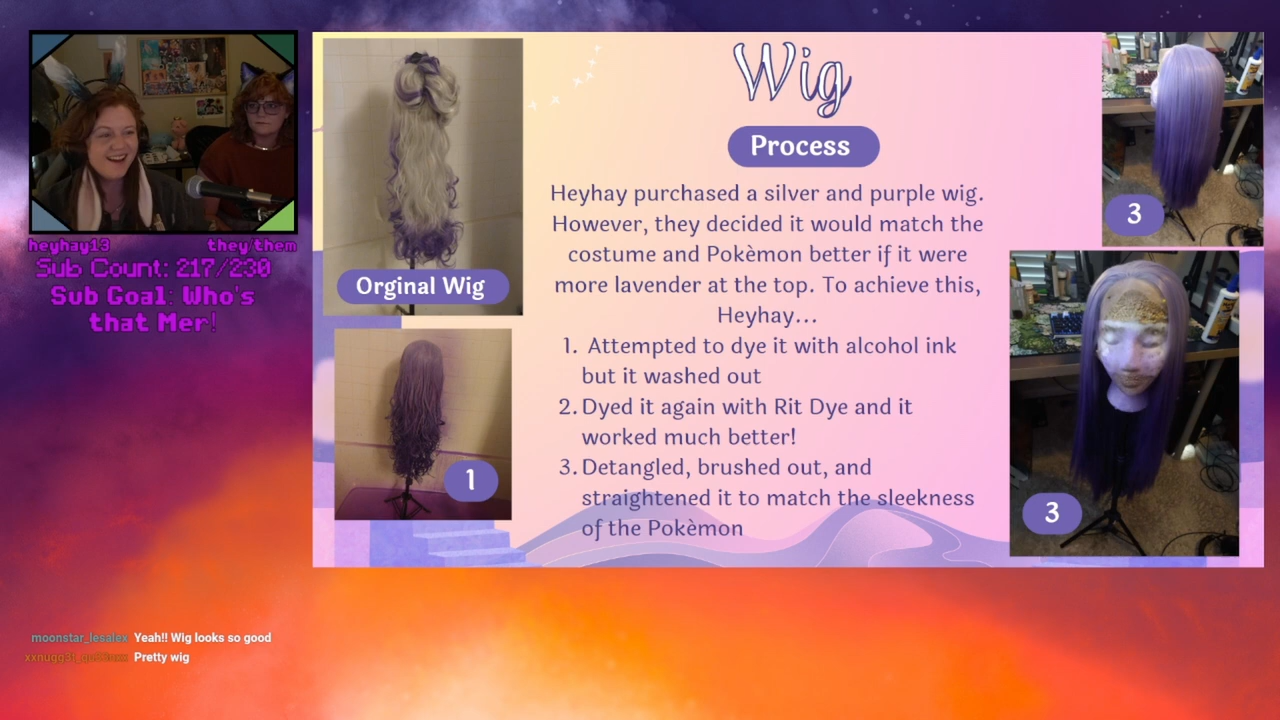 heyhay13 they/them
Sub Count: 217/230
Sub Goal: Who's
that Mer!
Orginal Wig
1
Wig
Process
Heyhay purchased a silver and purple wig.
However, they decided it would match the
costume and Pokèmon better if it were
more lavender at the top. To achieve this,
Heyhay...
1. Attempted to dye it with alcohol ink
but it washed out
2. Dyed it again with Rit Dye and it
worked much better!
3. Detangled, brushed out, and
straightened it to match the sleekness
of the Pokèmon
3
3
moonstar_lesalex Yeah!! Wig looks so good
Pretty wig